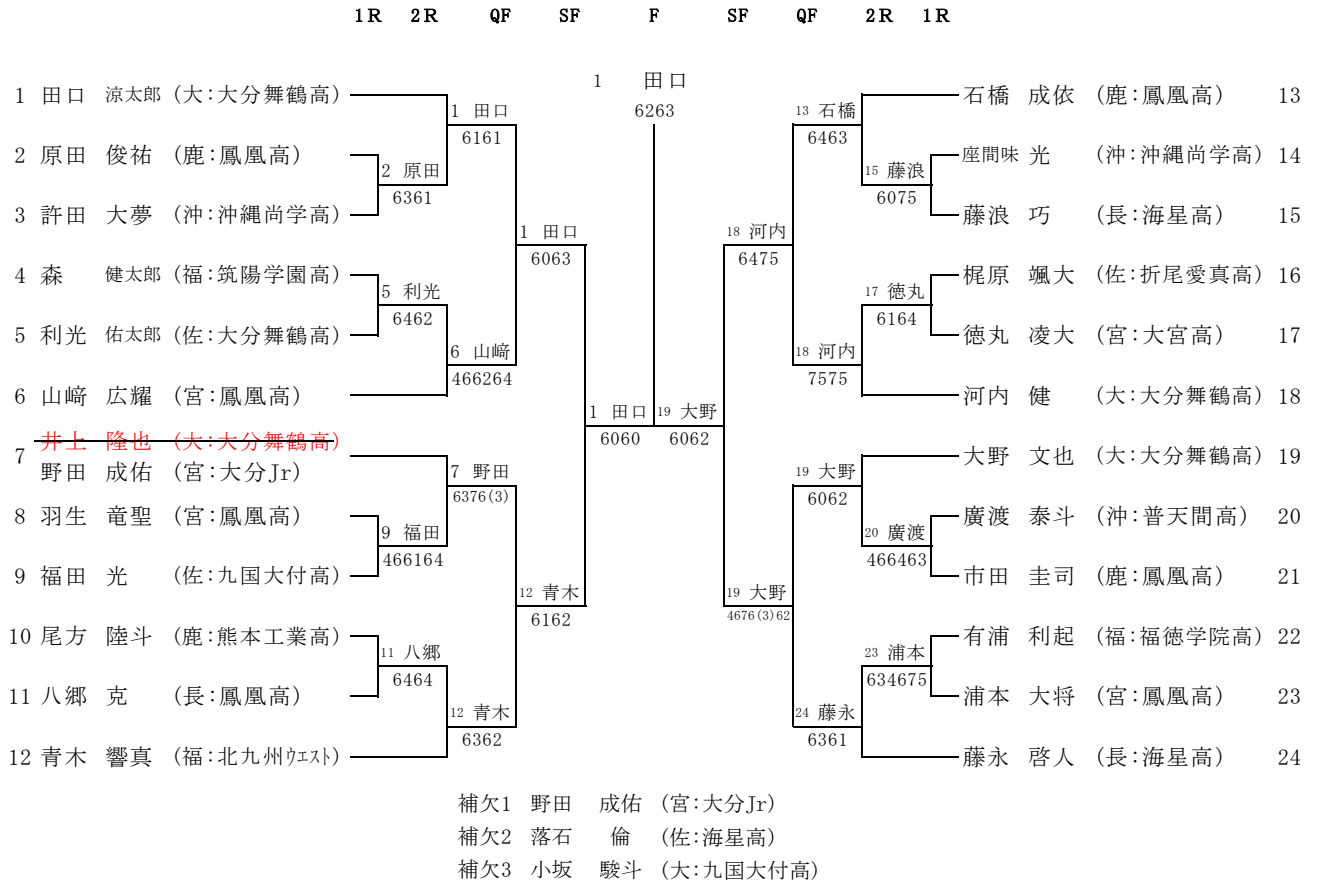 1R 2R QF SF F SF QF 2R 1R
1 田口
6263
1 田口 涼太郎 (大:大分舞鶴高)
石橋 成依 (鹿:鳳凰高) 13
1 田口
6161
13 石橋
6463
2 原田 俊祐 (鹿:鳳凰高)
座間味 光 (沖:沖縄尚学高) 14
2 原田
6361
15 藤浪
6075
3 許田 大夢 (沖:沖縄尚学高)
藤浪 巧 (長:海星高) 15
1 田口
6063
18 河内
6475
4 森 健太郎 (福:筑陽学園高)
梶原 颯大 (佐:折尾愛真高) 16
5 利光
6462
17 徳丸
6164
5 利光 佑太郎 (佐:大分舞鶴高)
徳丸 凌大 (宮:大宮高) 17
6 山﨑
466264
18 河内
7575
6 山﨑 広耀 (宮:鳳凰高)
河内 健 (大:大分舞鶴高) 18
1 田口
6060
19 大野
6062
井上 隆也 (大:大分舞鶴高)
7
野田 成佑 (宮:大分Jr)
大野 文也 (大:大分舞鶴高) 19
7 野田
6376(3)
19 大野
6062
8 羽生 竜聖 (宮:鳳凰高)
廣渡 泰斗 (沖:普天間高) 20
9 福田
466164
20 廣渡
466463
9 福田 光 (佐:九国大付高)
市田 圭司 (鹿:鳳凰高) 21
12 青木
6162
19 大野
4676(3)62
10 尾方 陸斗 (鹿:熊本工業高)
有浦 利起 (福:福徳学院高) 22
11 八郷
6464
23 浦本
634675
11 八郷 克 (長:鳳凰高)
浦本 大将 (宮:鳳凰高) 23
12 青木
6362
24 藤永
6361
12 青木 響真 (福:北九州ウエスト)
藤永 啓人 (長:海星高) 24
補欠1 野田 成佑 (宮:大分Jr)
補欠2 落石 倫 (佐:海星高)
補欠3 小坂 駿斗 (大:九国大付高)